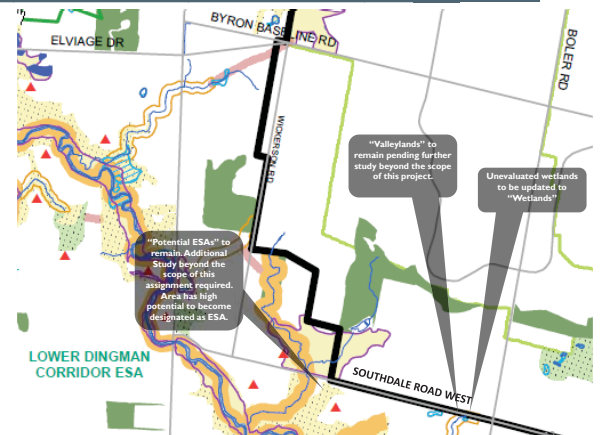 BYRON BASELINE RD
ELVIAGE DR
BOLER RD
WICKERSON RD
"Valleylands" to
remain pending further
study beyond the scope
of this project.
Unevaluated wetlands
to be updated to
"Wetlands"
"Potential ESAs" to
remain. Additional
Study beyond the
scope of this
assignment required.
Area has high
potential to become
designated as ESA.
LOWER DINGMAN
CORRIDOR ESA
SOUTHDALE ROAD WEST